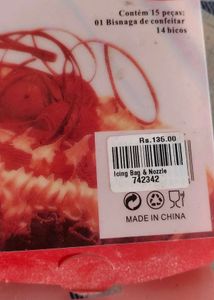 Contém 15 peças:
01 Bisnaga de confeitar
14 bicos
Rs.135.00
Icing Bag & Nozzle
742342
MADE IN CHINA